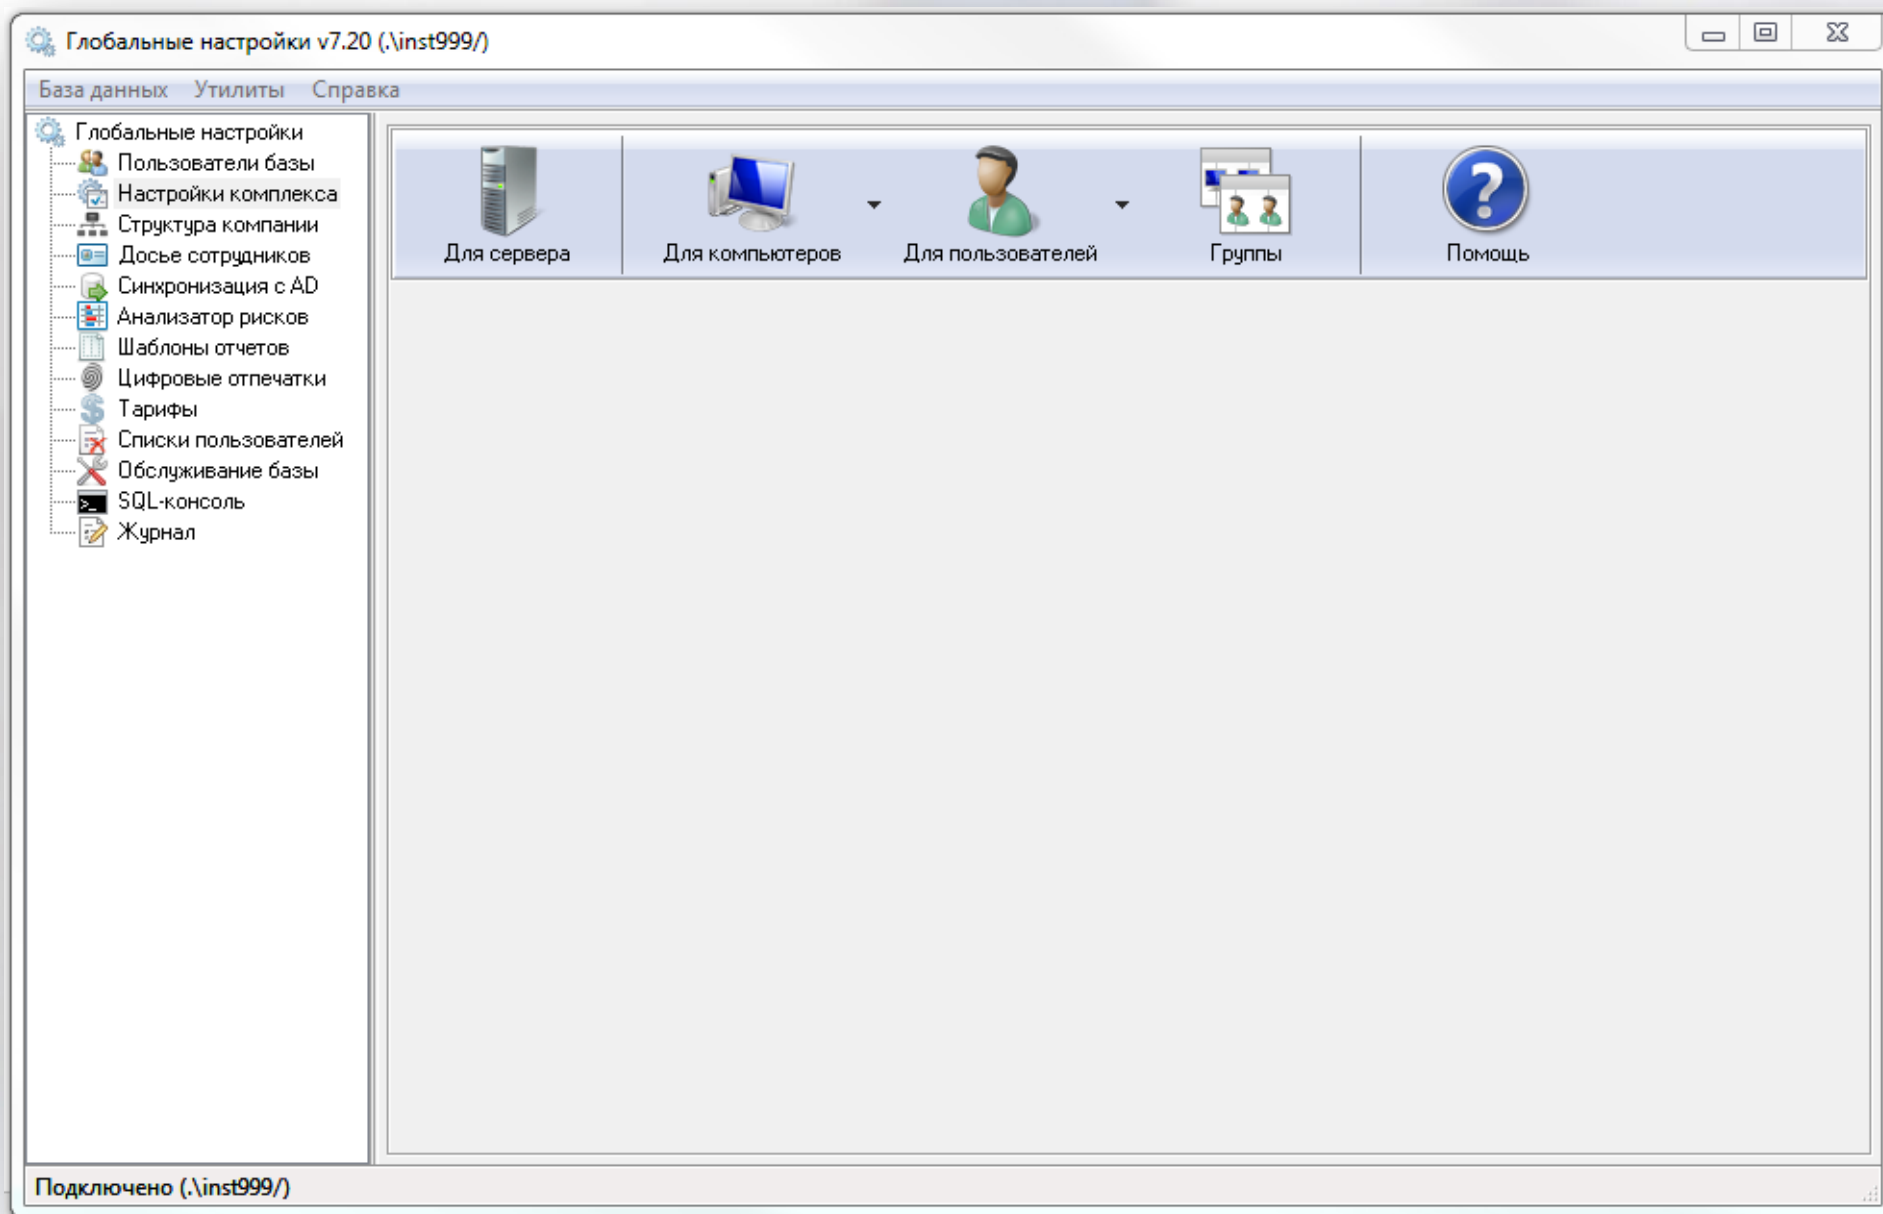 Глобальные настройки v7.20 (.\inst999/)
База данных Утилиты Справка
Глобальные настройки
Пользователи базы
Настройки комплекса
Структура компании
Досье сотрудников
Синхронизация с AD
Анализатор рисков
Шаблоны отчетов
Цифровые отпечатки
Тарифы
Списки пользователей
Обслуживание базы
SQL-консоль
Журнал
Для сервера
Для компьютеров
Для пользователей
Группы
Помощь
Подключено (.\inst999/)